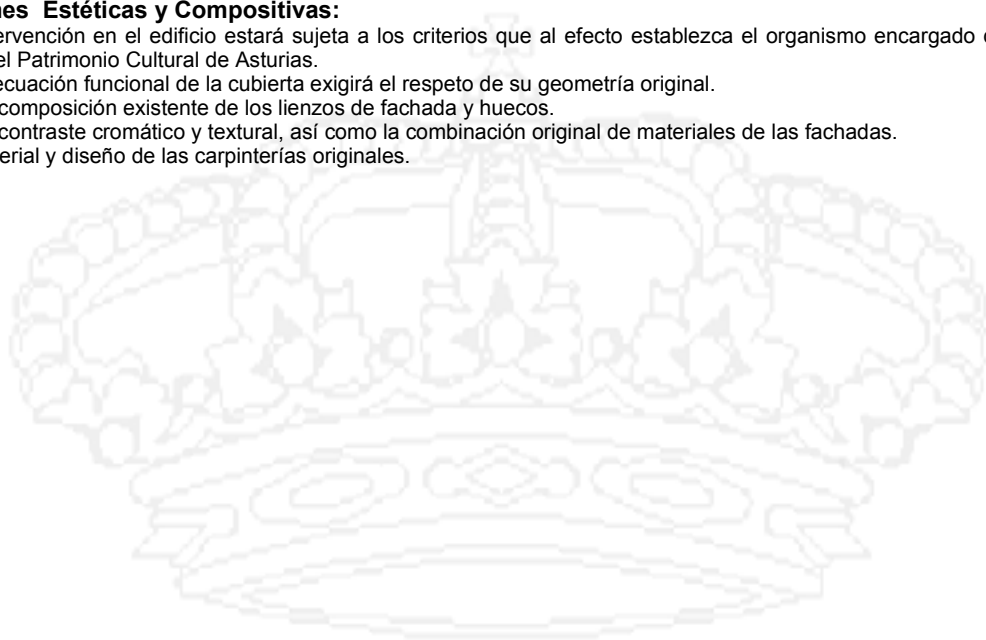 nes Estéticas y Compositivas:
ervención en el edificio estará sujeta a los criterios que al efecto establezca el organismo encargado
el Patrimonio Cultural de Asturias.
ecuación funcional de la cubierta exigirá el respeto de su geometría original.
composición existente de los lienzos de fachada y huecos.
contraste cromático y textural, así como la combinación original de materiales de las fachadas.
erial y diseño de las carpinterías originales.